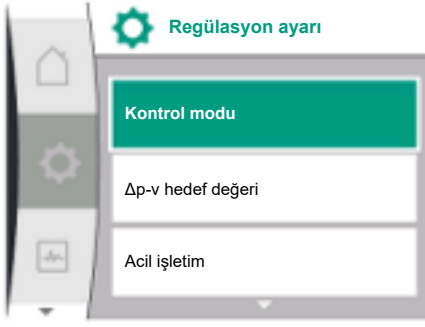 Regülasyon ayarı
Kontrol modu
Δp-v hedef değeri
Acil işletim